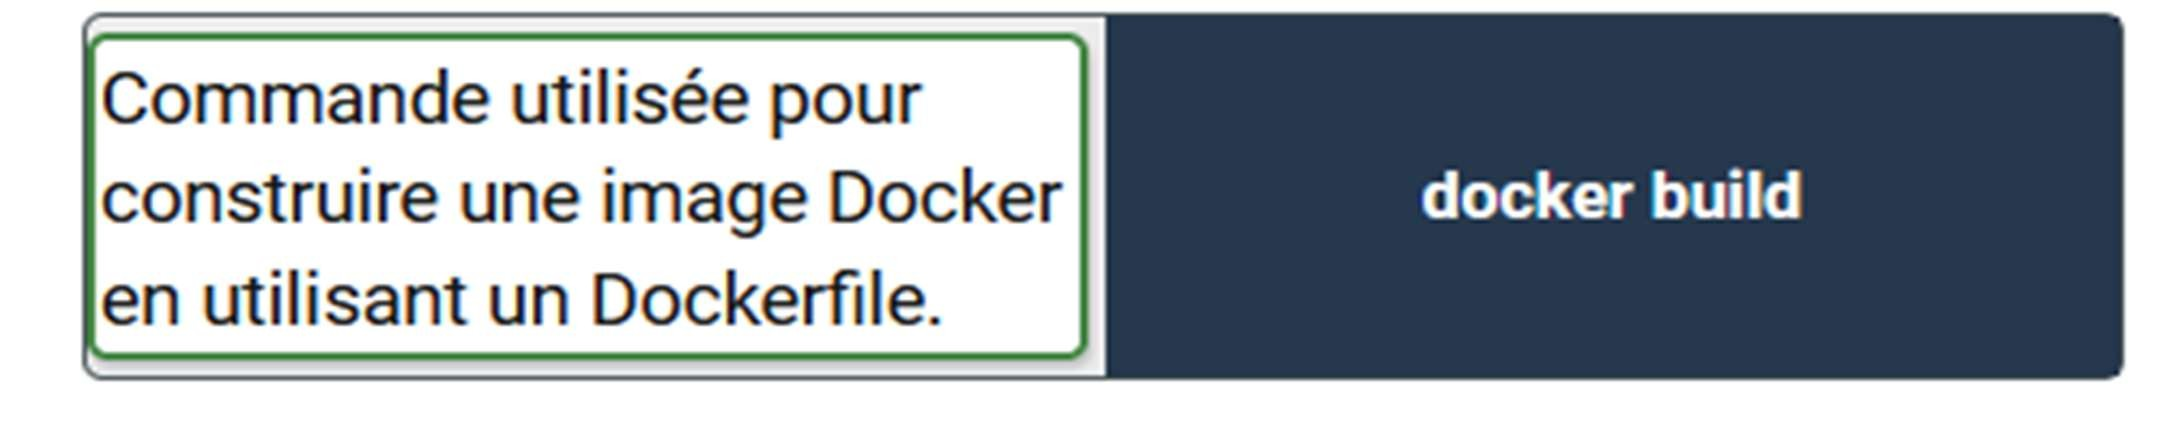 Commande utilisée pour
construire une image Docker
en utilisant un Dockerfile.
docker build